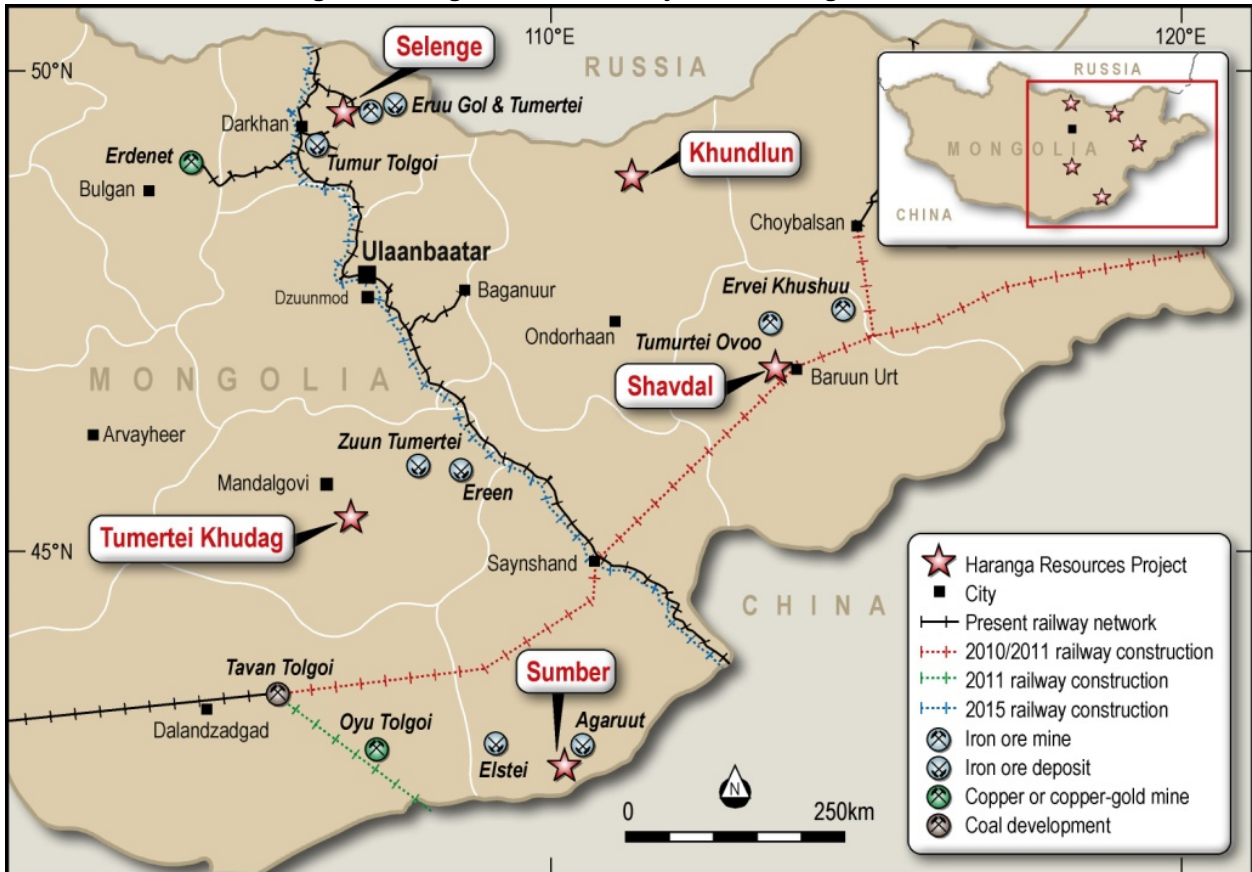 110°E
120°E
50°N
RUSSIA
Selenge
Eruu Gol & Tumertei
Darkhan
Tumur Tolgoi
Erdenet
Bulgan
Khundlun
RUSSIA
MONGOLIA
CHINA
Choybalsan
Ulaanbaatar
Dzuunmod
Baganuur
Ervei Khushuu
Ondorhaan
Tumurtei Ovoo
MONGOLIA
Shavdal
Baruun Urt
Arvayheer
Zuun Tumertei
Mandalgovi
Ereen
Tumertei Khudag
45°N
Saynshand
CHINA
Tavan Tolgoi
Sumber
Dalandzadgad
Oyu Tolgoi
Agaruut
Elstei
N
0 250km
Haranga Resources Project
City
Present railway network
2010/2011 railway construction
2011 railway construction
2015 railway construction
Iron ore mine
Iron ore deposit
Copper or copper-gold mine
Coal development